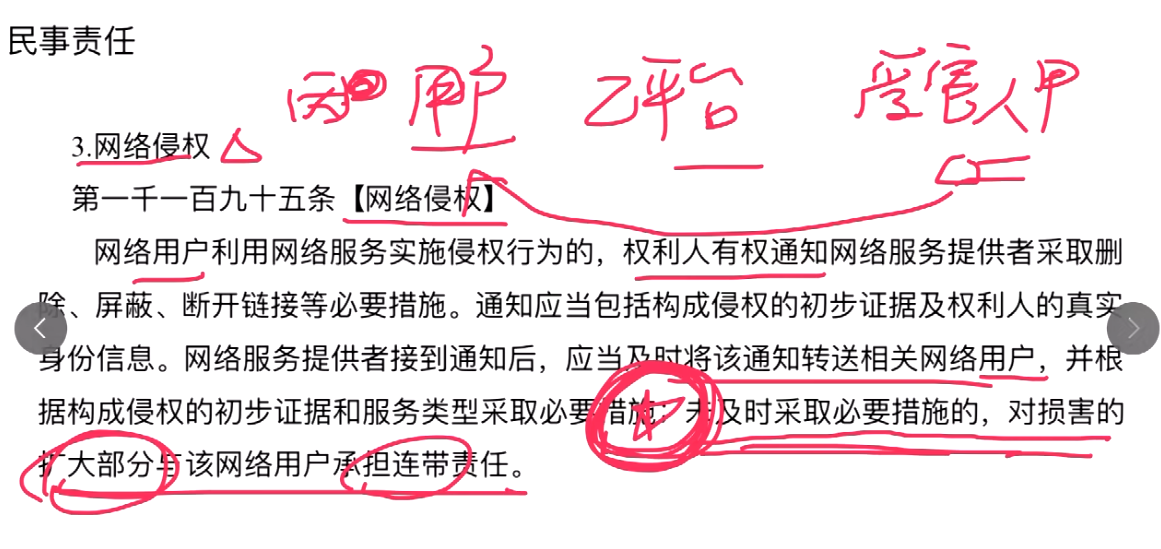 民事责任
丙 用户 乙平台 受害人甲
3.网络侵权
第一千一百九十五条【网络侵权】
网络用户利用网络服务实施侵权行为的，权利人有权通知网络服务提供者采取删
除、屏蔽、断开链接等必要措施。通知应当包括构成侵权的初步证据及权利人的真实
身份信息。网络服务提供者接到通知后，应当及时将该通知转送相关网络用户，并根
据构成侵权的初步证据和服务类型采取必要措施；未及时采取必要措施的，对损害的
扩大部分与该网络用户承担连带责任。